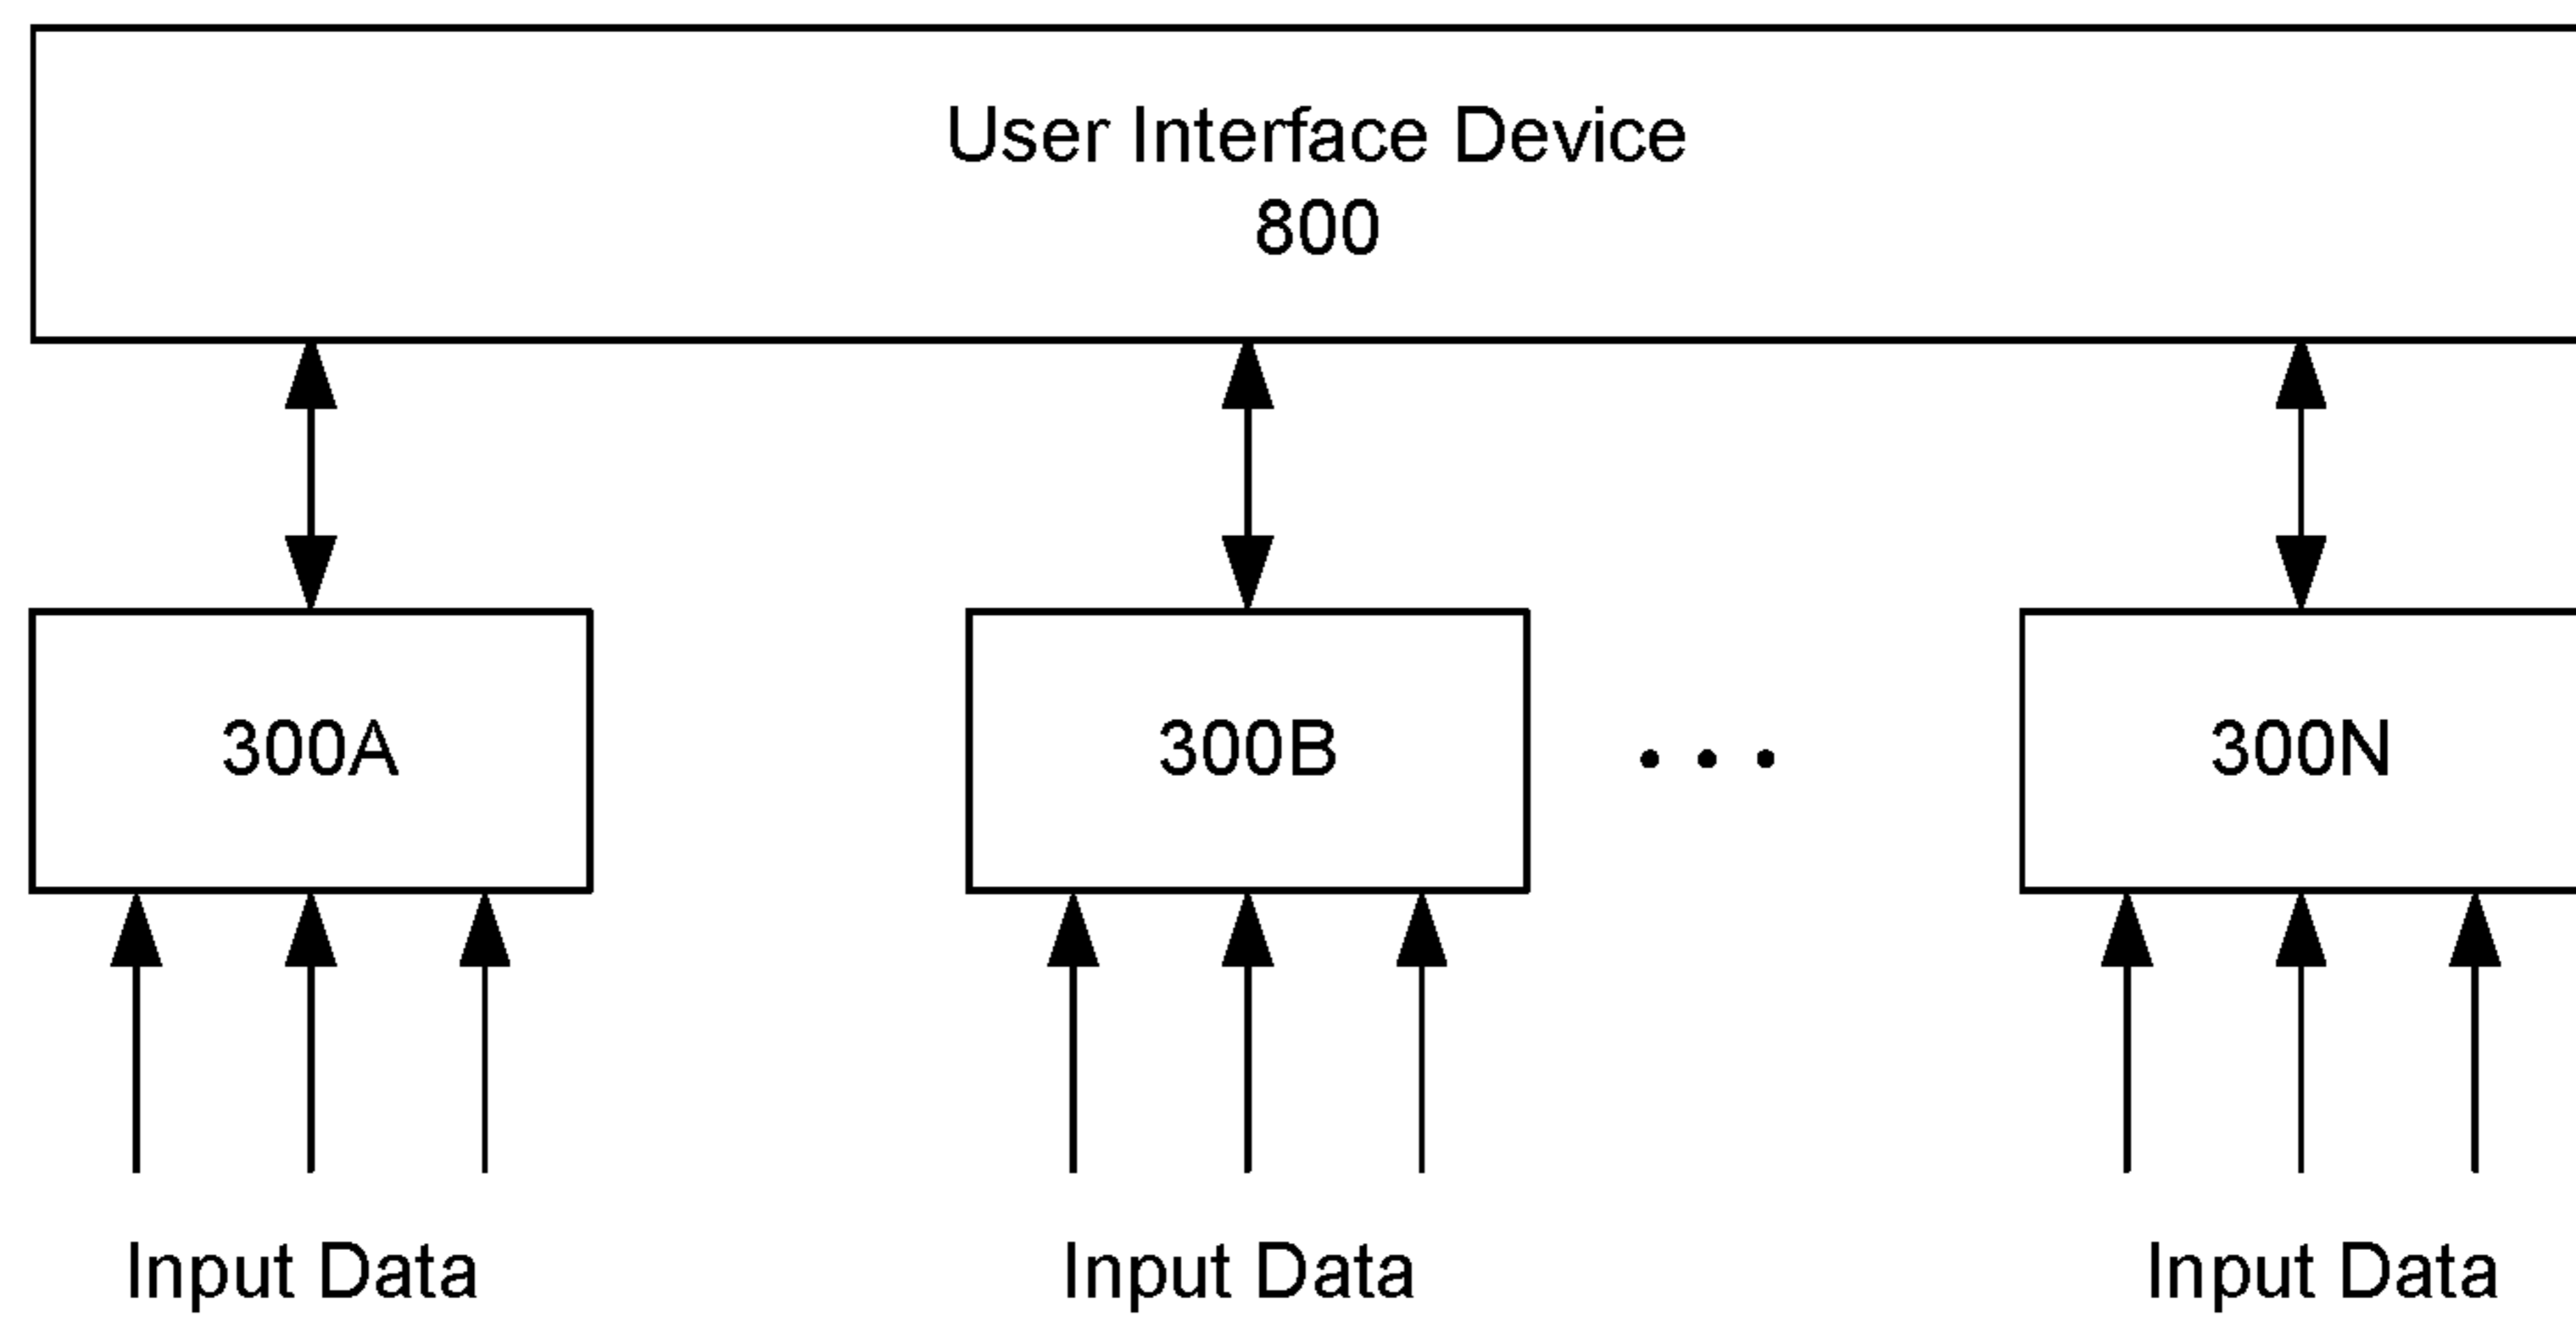 User Interface Device
800
300A
300B
. . .
300N
Input Data
Input Data
Input Data